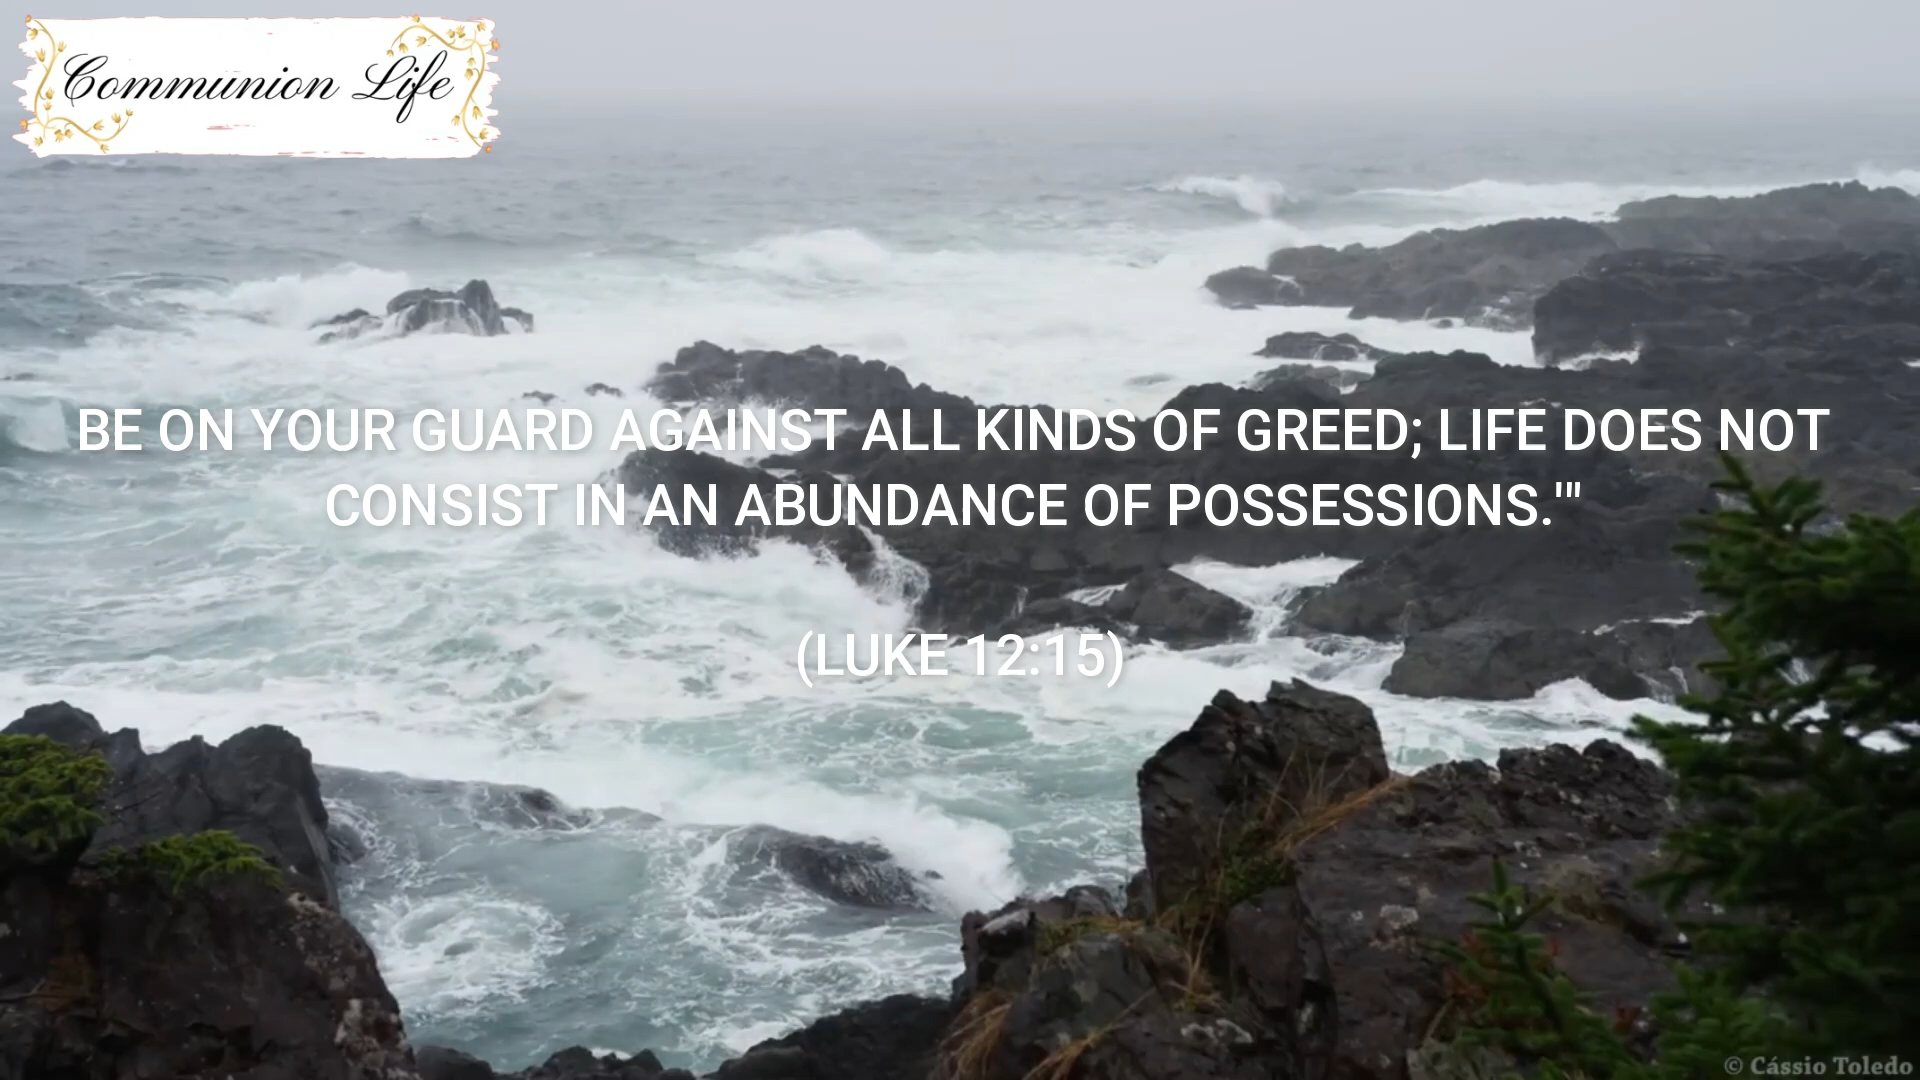 Communion Life
BE ON YOUR GUARD AGAINST ALL KINDS OF GREED; LIFE DOES NOT
CONSIST IN AN ABUNDANCE OF POSSESSIONS.'"
(LUKE 12:15)
© Cássio Toledo